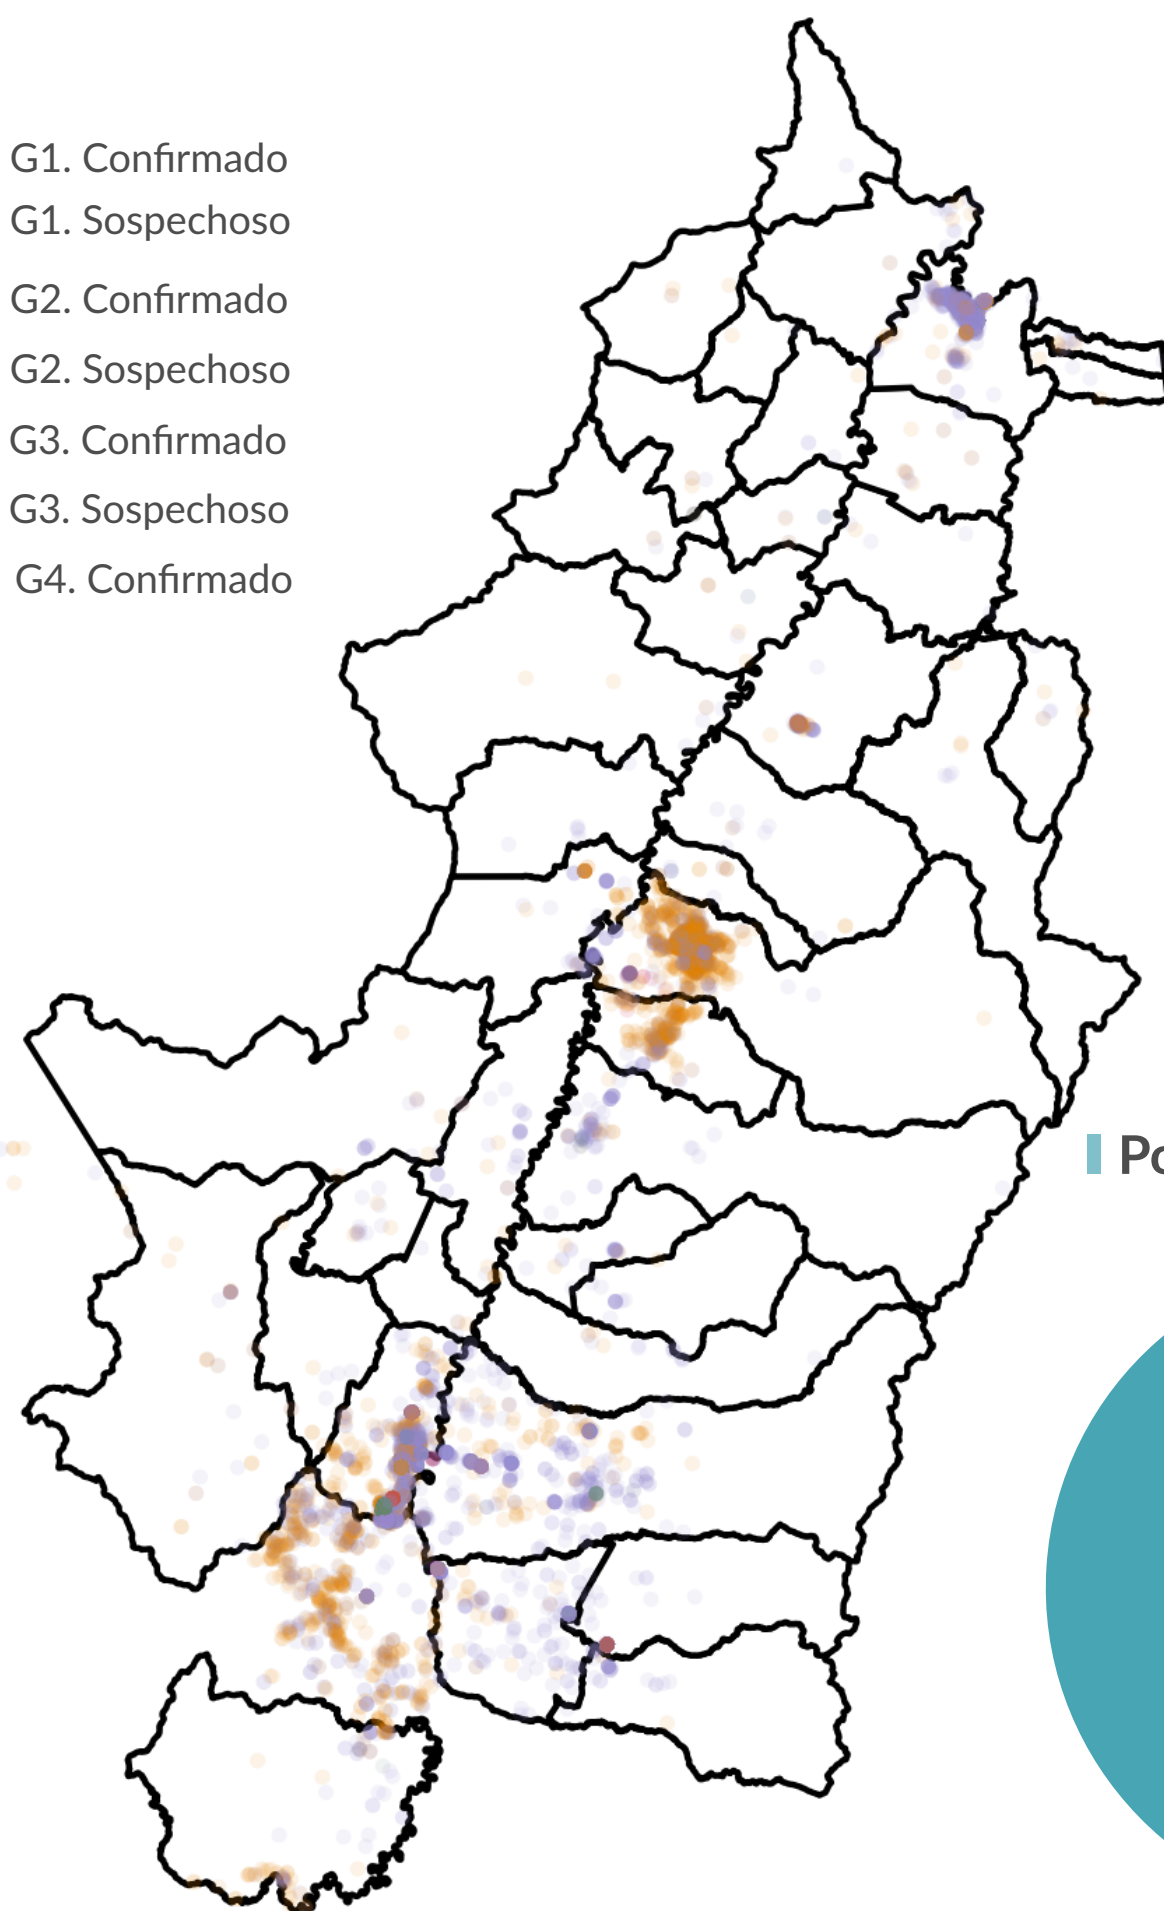 G1. Confirmado
G1. Sospechoso
G2. Confirmado
G2. Sospechoso
G3. Confirmado
G3. Sospechoso
G4. Confirmado